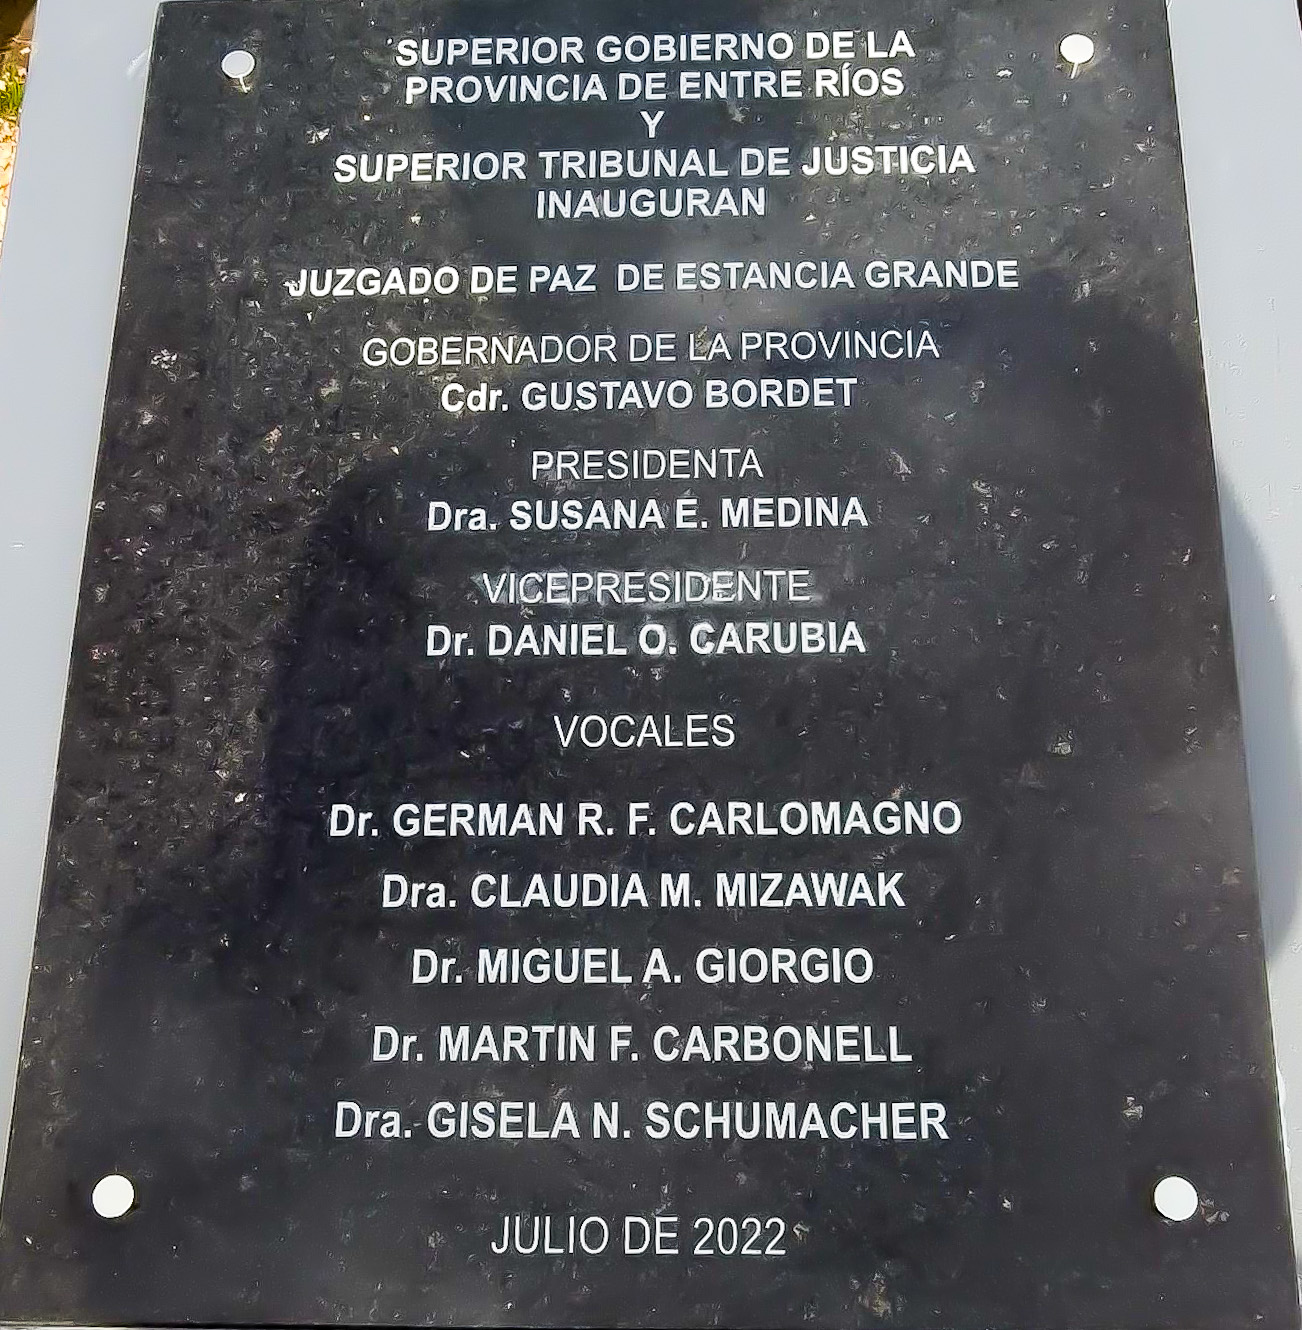 SUPERIOR GOBIERNO DE LA
PROVINCIA DE ENTRE RÍOS
Y
SUPERIOR TRIBUNAL DE JUSTICIA
INAUGURAN
JUZGADO DE PAZ DE ESTANCIA GRANDE
GOBERNADOR DE LA PROVINCIA
Cdr. GUSTAVO BORDET
PRESIDENTA
Dra. SUSANA E. MEDINA
VICEPRESIDENTE
Dr. DANIEL O. CARUBIA
VOCALES
Dr. GERMAN R. F. CARLOMAGNO
Dra. CLAUDIA M. MIZAWAK
Dr. MIGUEL A. GIORGIO
Dr. MARTIN F. CARBONELL
Dra. GISELA N. SCHUMACHER
JULIO DE 2022